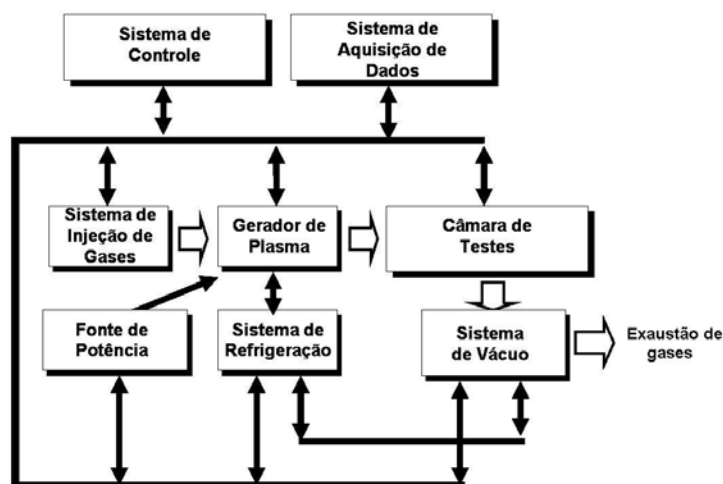 Sistema de
Controle
Sistema de
Aquisição de
Dados
Sistema de
Injeção de
Gases
Gerador de
Plasma
Câmara de
Testes
Fonte de
Potência
Sistema de
Refrigeração
Sistema
de Vácuo
Exaustão de
gases